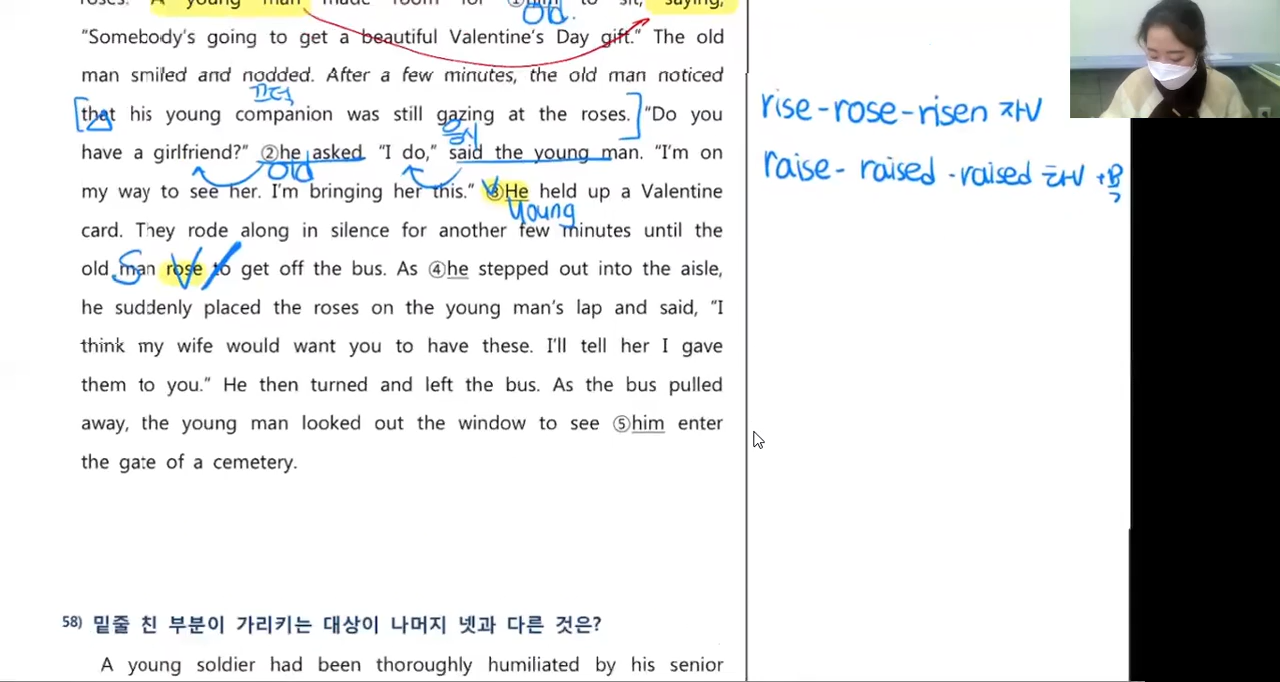 roses. A young man made room for ①him to sit, saying,
Old.
"Somebody's going to get a beautiful Valentine's Day gift." The old
man smiled and nodded. After a few minutes, the old man noticed
that his young companion was still gazing at the roses. "Do you
have a girlfriend?" ②he asked. "I do," said the young man. "I'm on
Old
my way to see her. I'm bringing her this." ③He held up a Valentine
Young
card. They rode along in silence for another few minutes until the
old man rose to get off the bus. As ④he stepped out into the aisle,
S V
he suddenly placed the roses on the young man's lap and said, "I
think my wife would want you to have these. I'll tell her I gave
them to you." He then turned and left the bus. As the bus pulled
away, the young man looked out the window to see ⑤him enter
the gate of a cemetery.
58) 밑줄 친 부분이 가리키는 대상이 나머지 넷과 다른 것은?
A young soldier had been thoroughly humiliated by his senior
rise-rose-risen 자V
raise- raised -raised 타V +